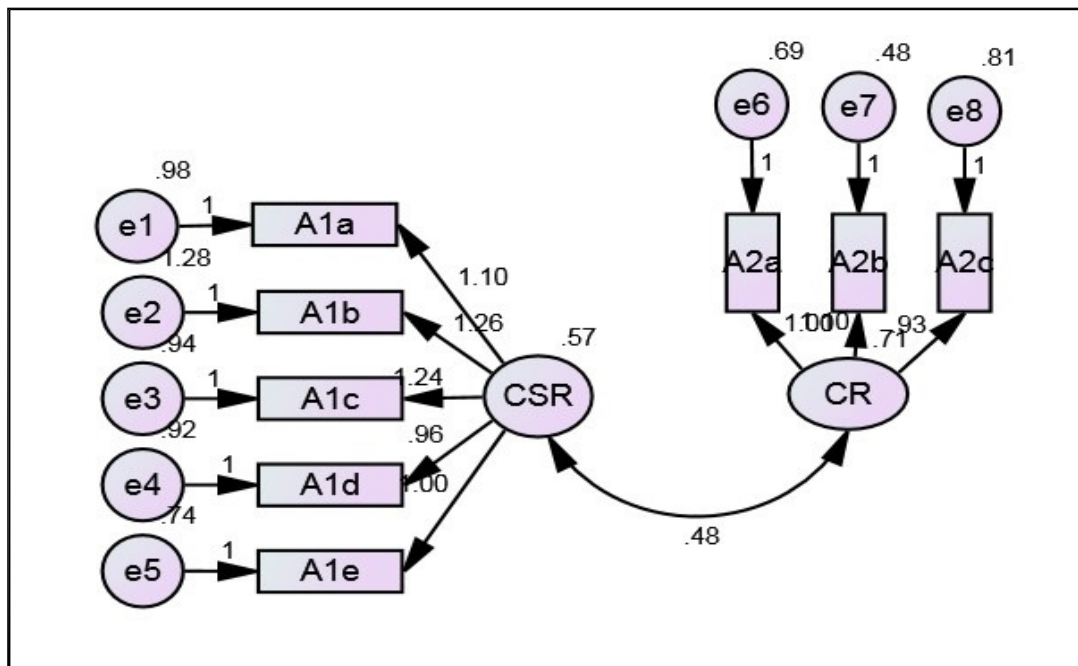 .69
.48
.81
e6
e7
e8
1
1
1
.98
e1
1
A1a
A2a
A2b
A2c
1.28
e2
1
A1b
1.10
1.26
1.00
.93
.71
.57
.94
e3
1
A1c
1.24
CSR
CR
.92
e4
1
A1d
.96
1.00
.48
.74
e5
1
A1e